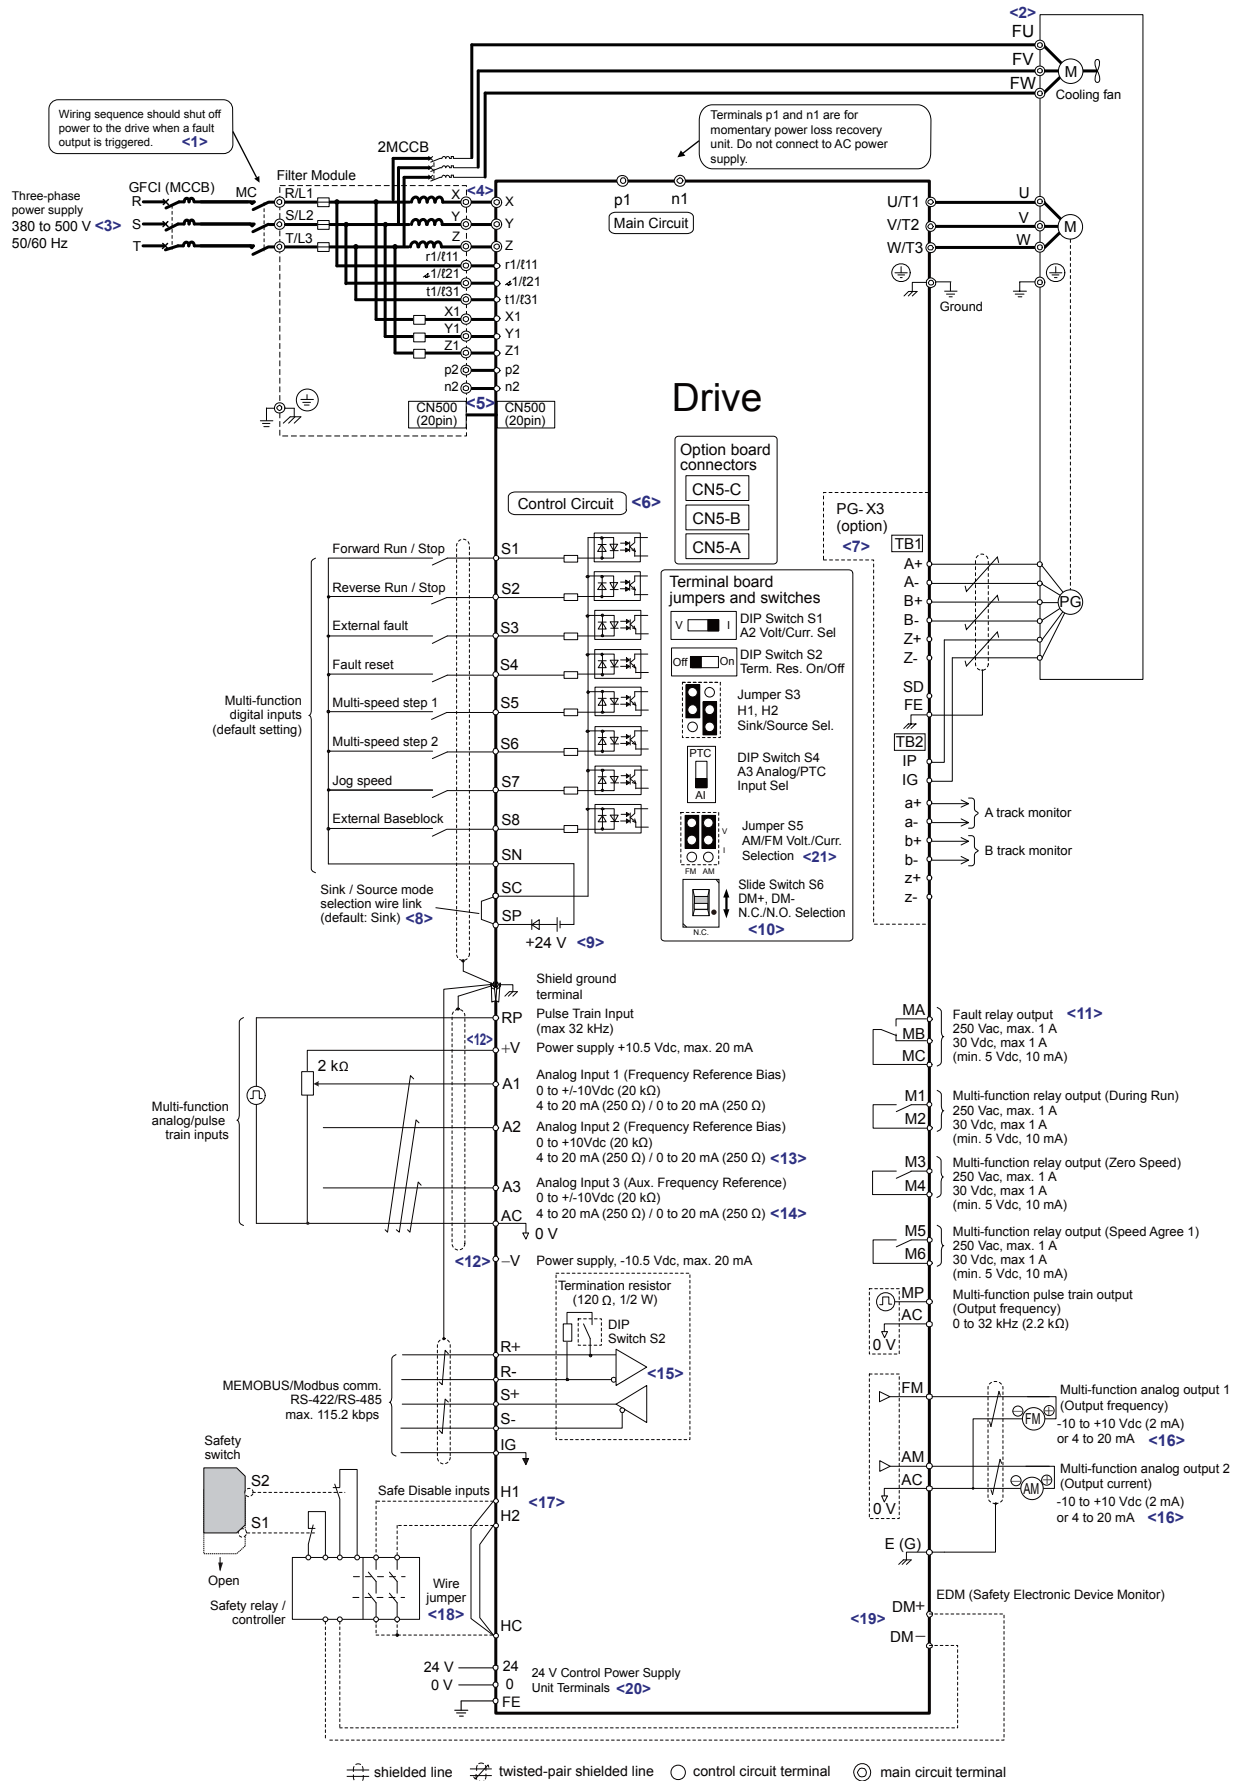 <2>
FU
FV
FW
M
Cooling fan
Wiring sequence should shut off
power to the drive when a fault
output is triggered. <1>
Terminals p1 and n1 are for
momentary power loss recovery
unit. Do not connect to AC power
supply.
2MCCB
Filter Module
GFCI (MCCB)
MC
Three-phase
power supply
380 to 500 V <3>
50/60 Hz
R
S
T
R/L1
S/L2
T/L3
X <4> X
Y Y
Z Z
r1/ℓ11 r1/ℓ11
𝓈1/ℓ21 𝓈1/ℓ21
t1/ℓ31 t1/ℓ31
X1 X1
Y1 Y1
Z1 Z1
p2 p2
n2 n2
CN500
(20pin)
<5>
CN500
(20pin)
p1 n1
Main Circuit
U/T1 U
V/T2 V
W/T3 W
M
Ground
Drive
Option board
connectors
CN5-C
CN5-B
CN5-A
Control Circuit <6>
Multi-function
digital inputs
(default setting)
Forward Run / Stop S1
Reverse Run / Stop S2
External fault S3
Fault reset S4
Multi-speed step 1 S5
Multi-speed step 2 S6
Jog speed S7
External Baseblock S8
SN
SC
SP
Sink / Source mode
selection wire link
(default: Sink) <8>
+24 V <9>
Terminal board
jumpers and switches
V I
DIP Switch S1
A2 Volt/Curr. Sel
Off On
DIP Switch S2
Term. Res. On/Off
Jumper S3
H1, H2
Sink/Source Sel.
PTC
AI
DIP Switch S4
A3 Analog/PTC
Input Sel
V
I
FM AM
Jumper S5
AM/FM Volt./Curr.
Selection <21>
N.C.
Slide Switch S6
DM+, DM-
N.C./N.O. Selection
<10>
PG- X3
(option)
<7>
TB1
A+
A-
B+
B-
Z+
Z-
PG
SD
FE
TB2
IP
IG
a+
a-
A track monitor
b+
b-
B track monitor
z+
z-
Shield ground
terminal
Multi-function
analog/pulse
train inputs
RP
Pulse Train Input
(max 32 kHz)
<12>
+V
Power supply +10.5 Vdc, max. 20 mA
2 kΩ
A1
Analog Input 1 (Frequency Reference Bias)
0 to +/-10Vdc (20 kΩ)
4 to 20 mA (250 Ω) / 0 to 20 mA (250 Ω)
A2
Analog Input 2 (Frequency Reference Bias)
0 to +10Vdc (20 kΩ)
4 to 20 mA (250 Ω) / 0 to 20 mA (250 Ω) <13>
A3
Analog Input 3 (Aux. Frequency Reference)
0 to +/-10Vdc (20 kΩ)
4 to 20 mA (250 Ω) / 0 to 20 mA (250 Ω) <14>
AC
0 V
<12> –V
Power supply, -10.5 Vdc, max. 20 mA
MA
MB
MC
Fault relay output <11>
250 Vac, max. 1 A
30 Vdc, max 1 A
(min. 5 Vdc, 10 mA)
M1
M2
Multi-function relay output (During Run)
250 Vac, max. 1 A
30 Vdc, max 1 A
(min. 5 Vdc, 10 mA)
M3
M4
Multi-function relay output (Zero Speed)
250 Vac, max. 1 A
30 Vdc, max 1 A
(min. 5 Vdc, 10 mA)
M5
M6
Multi-function relay output (Speed Agree 1)
250 Vac, max. 1 A
30 Vdc, max 1 A
(min. 5 Vdc, 10 mA)
MP
AC
0 V
Multi-function pulse train output
(Output frequency)
0 to 32 kHz (2.2 kΩ)
Termination resistor
(120 Ω, 1/2 W)
DIP
Switch S2
<15>
MEMOBUS/Modbus comm.
RS-422/RS-485
max. 115.2 kbps
R+
R-
S+
S-
IG
FM
FM
Multi-function analog output 1
(Output frequency)
-10 to +10 Vdc (2 mA)
or 4 to 20 mA <16>
AM
AC
0 V
AM
Multi-function analog output 2
(Output current)
-10 to +10 Vdc (2 mA)
or 4 to 20 mA <16>
E (G)
Safety
switch
S2
S1
Open
Safety relay /
controller
Safe Disable inputs
H1
H2
<17>
Wire
jumper
<18>
HC
EDM (Safety Electronic Device Monitor)
<19>
DM+
DM−
24 V 24
0 V 0
FE
24 V Control Power Supply
Unit Terminals <20>
shielded line twisted-pair shielded line control circuit terminal main circuit terminal